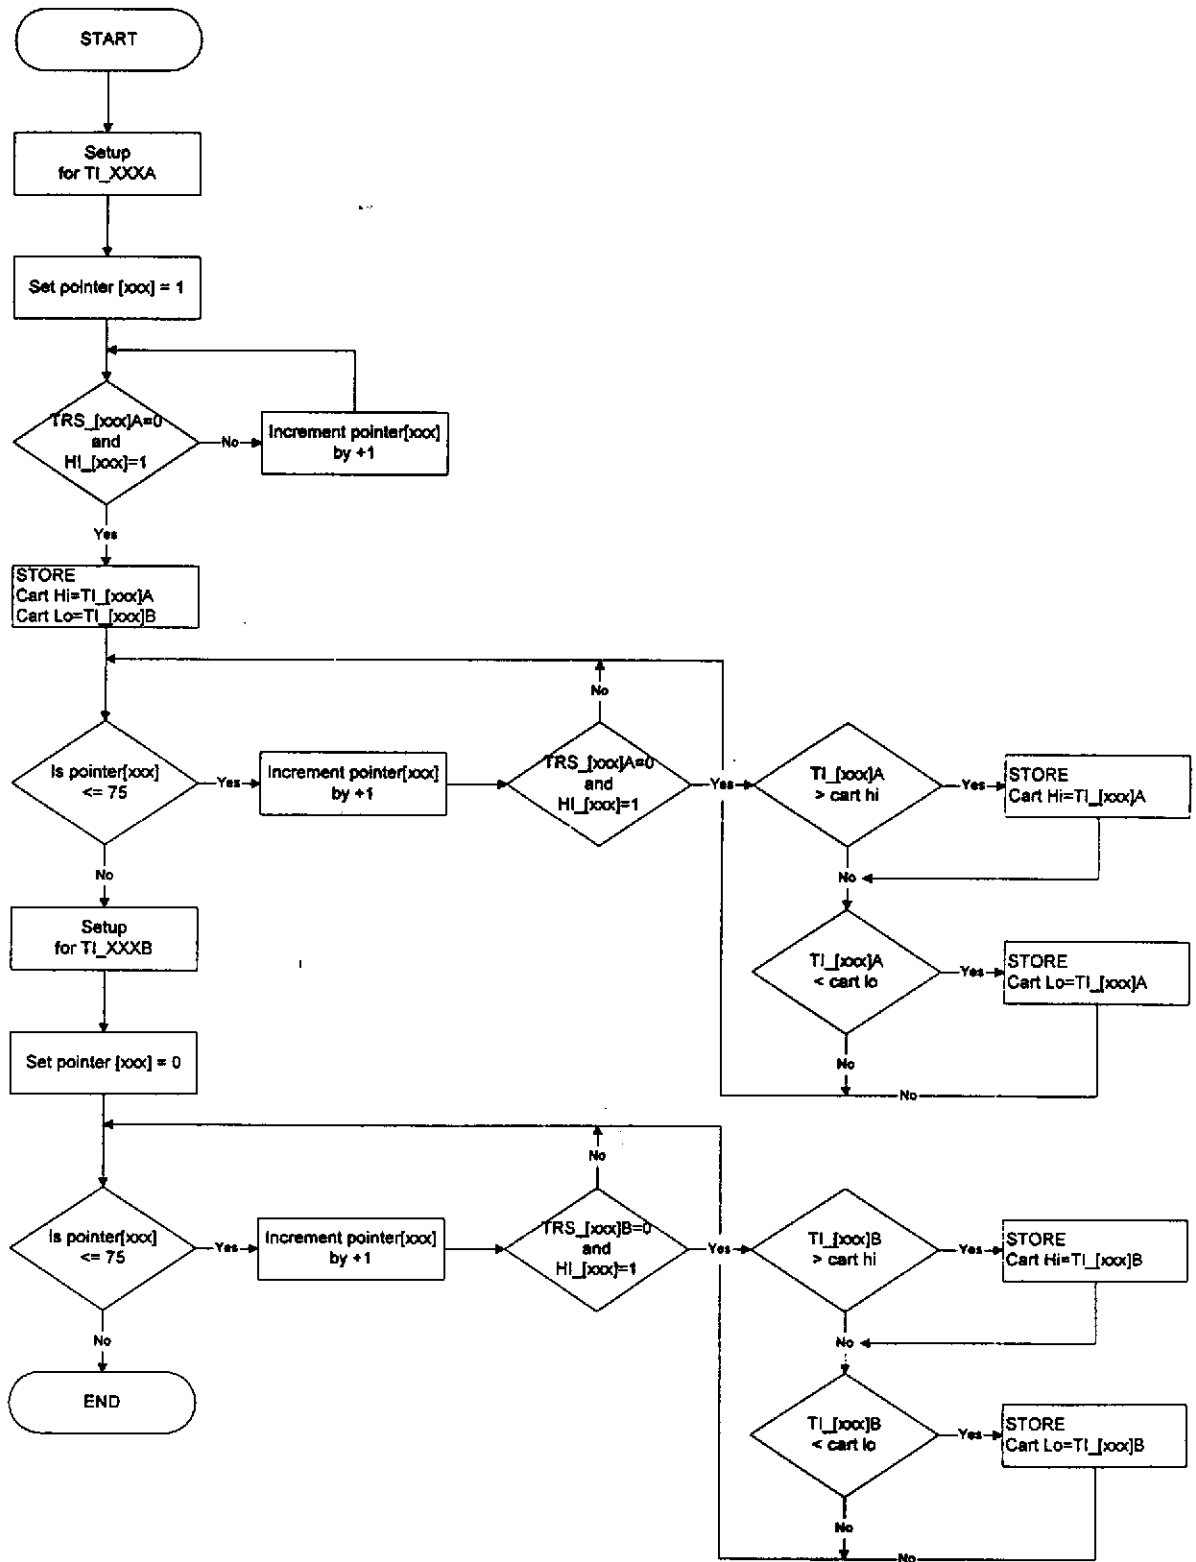 START
Setup
for TI_XXXA
Set pointer [xxx] = 1
TRS_[xxx]A=0
and
HI_[xxx]=1
No
Increment pointer[xxx]
by +1
Yes
STORE
Cart Hi=TI_[xxx]A
Cart Lo=TI_[xxx]B
No
Is pointer[xxx]
<= 75
Yes
Increment pointer[xxx]
by +1
TRS_[xxx]A=0
and
HI_[xxx]=1
Yes
TI_[xxx]A
> cart hi
Yes
STORE
Cart Hi=TI_[xxx]A
No
No
Setup
for TI_XXXB
TI_[xxx]A
< cart lo
Yes
STORE
Cart Lo=TI_[xxx]A
Set pointer [xxx] = 0
No
No
No
Is pointer[xxx]
<= 75
Yes
Increment pointer[xxx]
by +1
TRS_[xxx]B=0
and
HI_[xxx]=1
Yes
TI_[xxx]B
> cart hi
Yes
STORE
Cart Hi=TI_[xxx]B
No
No
END
TI_[xxx]B
< cart lo
Yes
STORE
Cart Lo=TI_[xxx]B
No
No